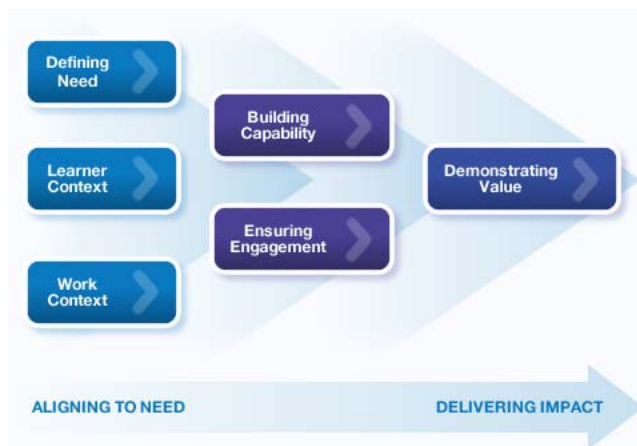 Defining
Need
Learner
Context
Work
Context
Building
Capability
Ensuring
Engagement
Demonstrating
Value
ALIGNING TO NEED
DELIVERING IMPACT